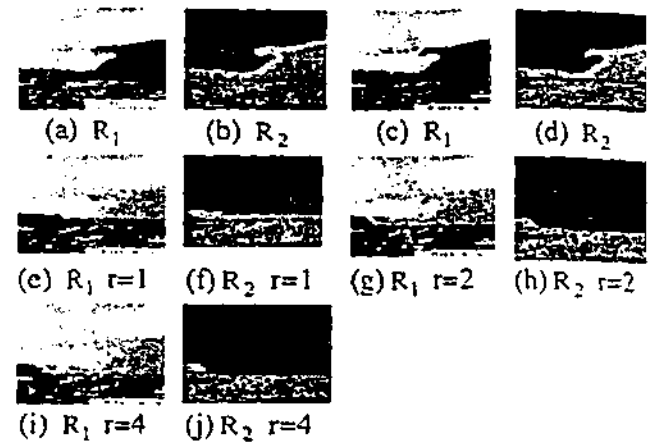 (a) R₁ (b) R₂ (c) R₁ (d) R₂
(e) R₁ r=1 (f) R₂ r=1 (g) R₁ r=2 (h) R₂ r=2
(i) R₁ r=4 (j) R₂ r=4